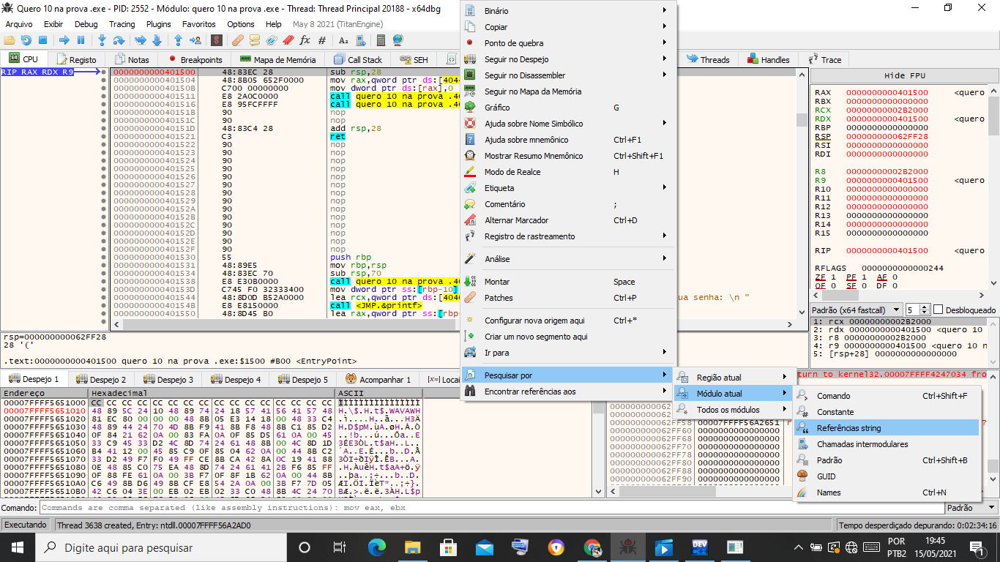 Quero 10 na prova .exe - PID: 2552 - Módulo: quero 10 na prova .exe - Thread: Thread Principal 20188 - x64dbg
Arquivo Exibir Debug Tracing Plugins Favoritos Options Help May 8 2021 (TitanEngine)
CPU Registo Notas Breakpoints Mapa de Memória Call Stack SEH Threads Handles Trace
RIP RAX RDX R9
0000000000401500 48:83EC 28 sub rsp,28
0000000000401504 48:8B05 652F0000 mov rax,qword ptr ds:[4044
000000000040150B C700 00000000 mov dword ptr ds:[rax],0
0000000000401511 E8 2A0C0000 call quero 10 na prova .40
0000000000401516 E8 95FCFFFF call quero 10 na prova .40
000000000040151B 90 nop
000000000040151C 90 nop
000000000040151D 48:83C4 28 add rsp,28
0000000000401521 C3 ret
0000000000401522 90 nop
0000000000401523 90 nop
0000000000401524 90 nop
0000000000401525 90 nop
0000000000401526 90 nop
0000000000401527 90 nop
0000000000401528 90 nop
0000000000401529 90 nop
000000000040152A 90 nop
000000000040152B 90 nop
000000000040152C 90 nop
000000000040152D 90 nop
000000000040152E 90 nop
000000000040152F 90 nop
0000000000401530 55 push rbp
0000000000401531 48:89E5 mov rbp,rsp
0000000000401534 48:83EC 70 sub rsp,70
0000000000401538 E8 E30B0000 call quero 10 na prova .40
000000000040153D C745 F0 32333400 mov dword ptr ss:[rbp-10]
0000000000401544 48:8D0D B52A0000 lea rcx,qword ptr ds:[4040 ua senha: \n "
000000000040154B E8 E8150000 call <JMP.&printf>
0000000000401550 48:8D45 B0 lea rax,qword ptr ss:[rbp-
Binário
Copiar
Ponto de quebra
Seguir no Despejo
Seguir no Disassembler
Seguir no Mapa da Memória
Gráfico G
Ajuda sobre Nome Simbólico
Ajuda sobre mnemônico Ctrl+F1
Mostrar Resumo Mnemônico Ctrl+Shift+F1
Modo de Realce H
Etiqueta
Comentário ;
Alternar Marcador Ctrl+D
Registro de rastreamento
Análise
Montar Space
Patches Ctrl+P
Configurar nova origem aqui Ctrl+*
Criar um novo segmento aqui
Ir para
Pesquisar por
Encontrar referências aos
Região atual
Módulo atual
Todos os módulos
Comando Ctrl+Shift+F
Constante
Referências string
Chamadas intermodulares
Padrão Ctrl+Shift+B
GUID
Names Ctrl+N
Hide FPU
RAX 0000000000401500 <quero
RBX 0000000000000000
RCX 00000000002B2000
RDX 0000000000401500 <quero
RBP 0000000000000000
RSP 000000000062FF28
RSI 0000000000000000
RDI 0000000000000000
R8 00000000002B2000
R9 0000000000401500 <quero
R10 0000000000000000
R11 0000000000000000
R12 0000000000000000
R13 0000000000000000
R14 0000000000000000
R15 0000000000000000
RIP 0000000000401500 <quero
RFLAGS 0000000000000244
ZF 1 PF 1 AF 0
OF 0 SF 0 DF 0
Padrão (x64 fastcall) 5 Desbloqueado
1: rcx 00000000002B2000
2: rdx 0000000000401500 <quero 10
3: r8 00000000002B2000
4: r9 0000000000401500 <quero 10 n
5: [rsp+28] 0000000000000000
rsp=000000000062FF28
28 '('
.text:0000000000401500 quero 10 na prova .exe:$1500 #B00 <EntryPoint>
Despejo 1 Despejo 2 Despejo 3 Despejo 4 Despejo 5 Acompanhar 1 [x=] Locai
Endereço Hexadecimal ASCII
00007FFFF5651000 CC CC CC CC CC CC CC CC CC CC CC CC CC CC CC CC
00007FFFF5651010 48 89 5C 24 10 48 89 74 24 18 57 41 56 41 57 48
00007FFFF5651020 81 EC 80 00 00 00 48 8B 05 E3 14 18 00 48 33 C4
00007FFFF5651030 48 89 44 24 70 4D 8B F9 41 8B F8 48 8B C1 85 D2
00007FFFF5651040 0F 84 21 62 0A 00 83 FA 0A 0F 85 D5 61 0A 00 45
00007FFFF5651050 33 C9 45 33 D2 4C 8D 74 24 61 48 8B 00 4C 8D 1D
00007FFFF5651060 B4 41 12 00 45 85 C9 0F 85 04 62 0A 00 44 8B C2
00007FFFF5651070 33 D2 49 F7 F0 49 FF CE 8B CA 42 8A 0C 19 41 88
00007FFFF5651080 0E 48 85 C0 75 EA 48 8D 74 24 61 41 2B F6 85 FF
00007FFFF5651090 0F 88 FE 61 0A 00 3B F7 0F 8F 1B 62 0A 00 44 8B
00007FFFF56510A0 C6 49 8B D6 49 8B CF E8 54 2A 0A 00 3B F7 7D 05
00007FFFF56510B0 42 C6 04 3E 00 EB 02 EB 02 33 C0 48 8B 4C 24 70
turn to kernel32.00007FFFF4247034 fro
000000000062FF58 00007FFFF56A2651
000000000062FF60 0000000000000000
000000000062FF68 0000000000000000
000000000062FF70 0000000000000000
000000000062FF78 0000000000000000
000000000062FF80 0000000000000000
000000000062FF88 0000000000000000
000000000062FF90 0000000000000000
Comando: Commands are comma separated (like assembly instructions): mov eax, ebx Padrão
Executando Thread 3638 created, Entry: ntdll.00007FFFF56A2AD0 Tempo desperdiçado depurando: 0:02:34:16
Digite aqui para pesquisar
POR
PTB2
19:45
15/05/2021
1